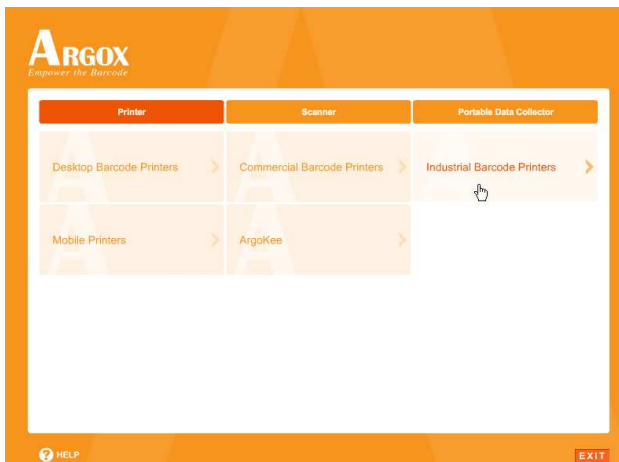 ARGOX
Empower the Barcode
Printer Scanner Portable Data Collector
Desktop Barcode Printers Commercial Barcode Printers Industrial Barcode Printers
Mobile Printers ArgoKee
? HELP EXIT